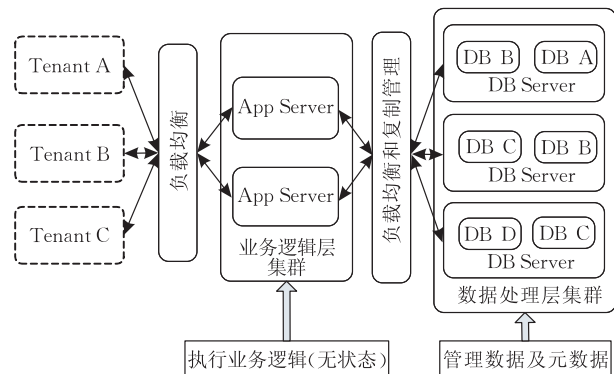 Tenant A
Tenant B
Tenant C
负载均衡
App Server
App Server
业务逻辑层
集群
负载均衡和复制管理
DB B
DB A
DB Server
DB C
DB B
DB Server
DB D
DB C
DB Server
数据处理层集群
执行业务逻辑(无状态)
管理数据及元数据